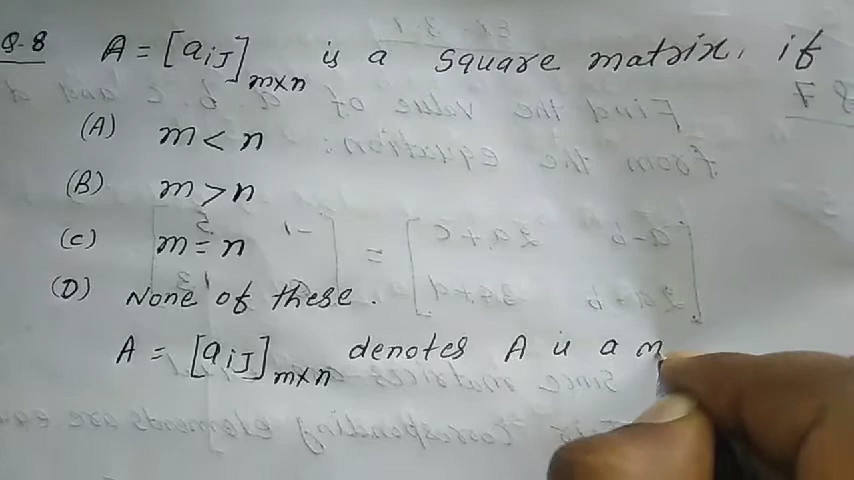 Q-8 A = [aiJ]m×n is a square matrix, if
(A) m < n
(B) m > n
(C) m = n
(D) None of these.
A = [aiJ]m×n denotes A is a m